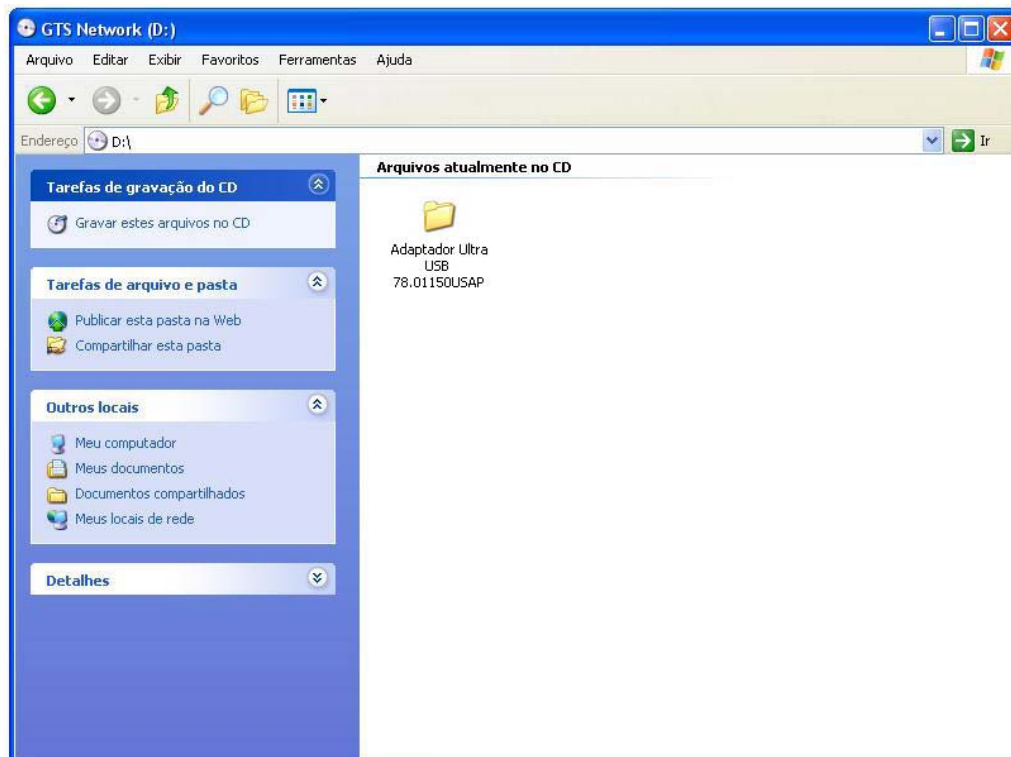 GTS Network (D:)
Arquivo Editar Exibir Favoritos Ferramentas Ajuda
Endereço D:\ Ir
Tarefas de gravação do CD
Gravar estes arquivos no CD
Tarefas de arquivo e pasta
Publicar esta pasta na Web
Compartilhar esta pasta
Outros locais
Meu computador
Meus documentos
Documentos compartilhados
Meus locais de rede
Detalhes
Arquivos atualmente no CD
Adaptador Ultra
USB
78.01150USAP